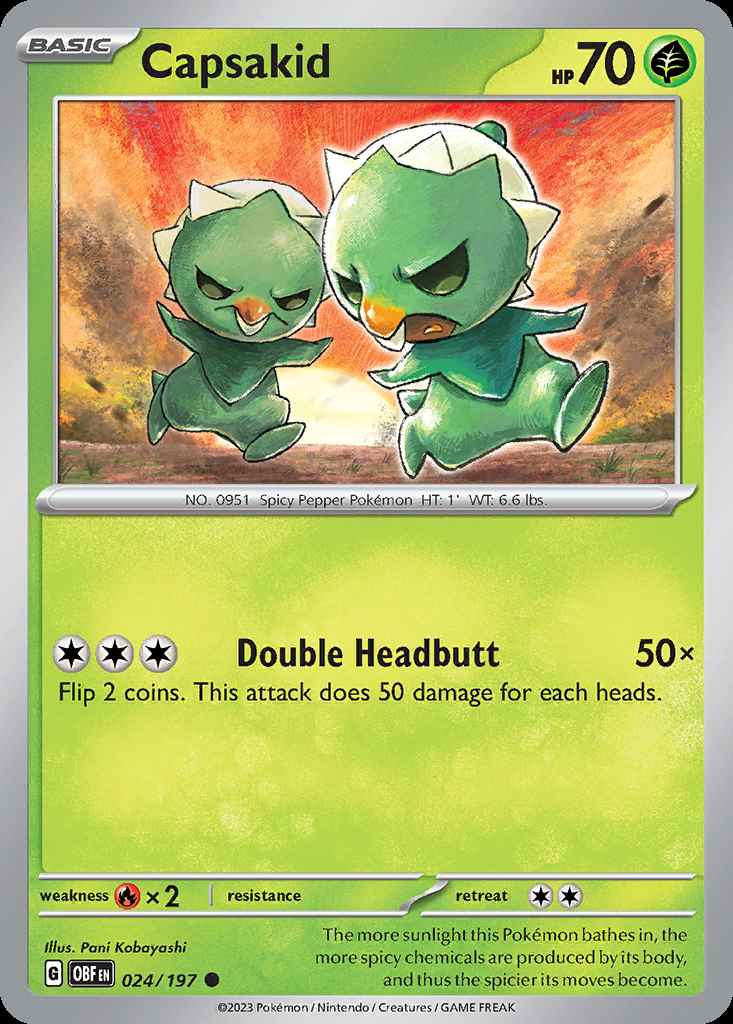 BASIC
Capsakid
HP 70
NO. 0951 Spicy Pepper Pokémon HT: 1' WT: 6.6 lbs.
Double Headbutt 50×
Flip 2 coins. This attack does 50 damage for each heads.
weakness ×2 resistance retreat
Illus. Pani Kobayashi
G OBF EN 024/197
The more sunlight this Pokémon bathes in, the
more spicy chemicals are produced by its body,
and thus the spicier its moves become.
©2023 Pokémon / Nintendo / Creatures / GAME FREAK